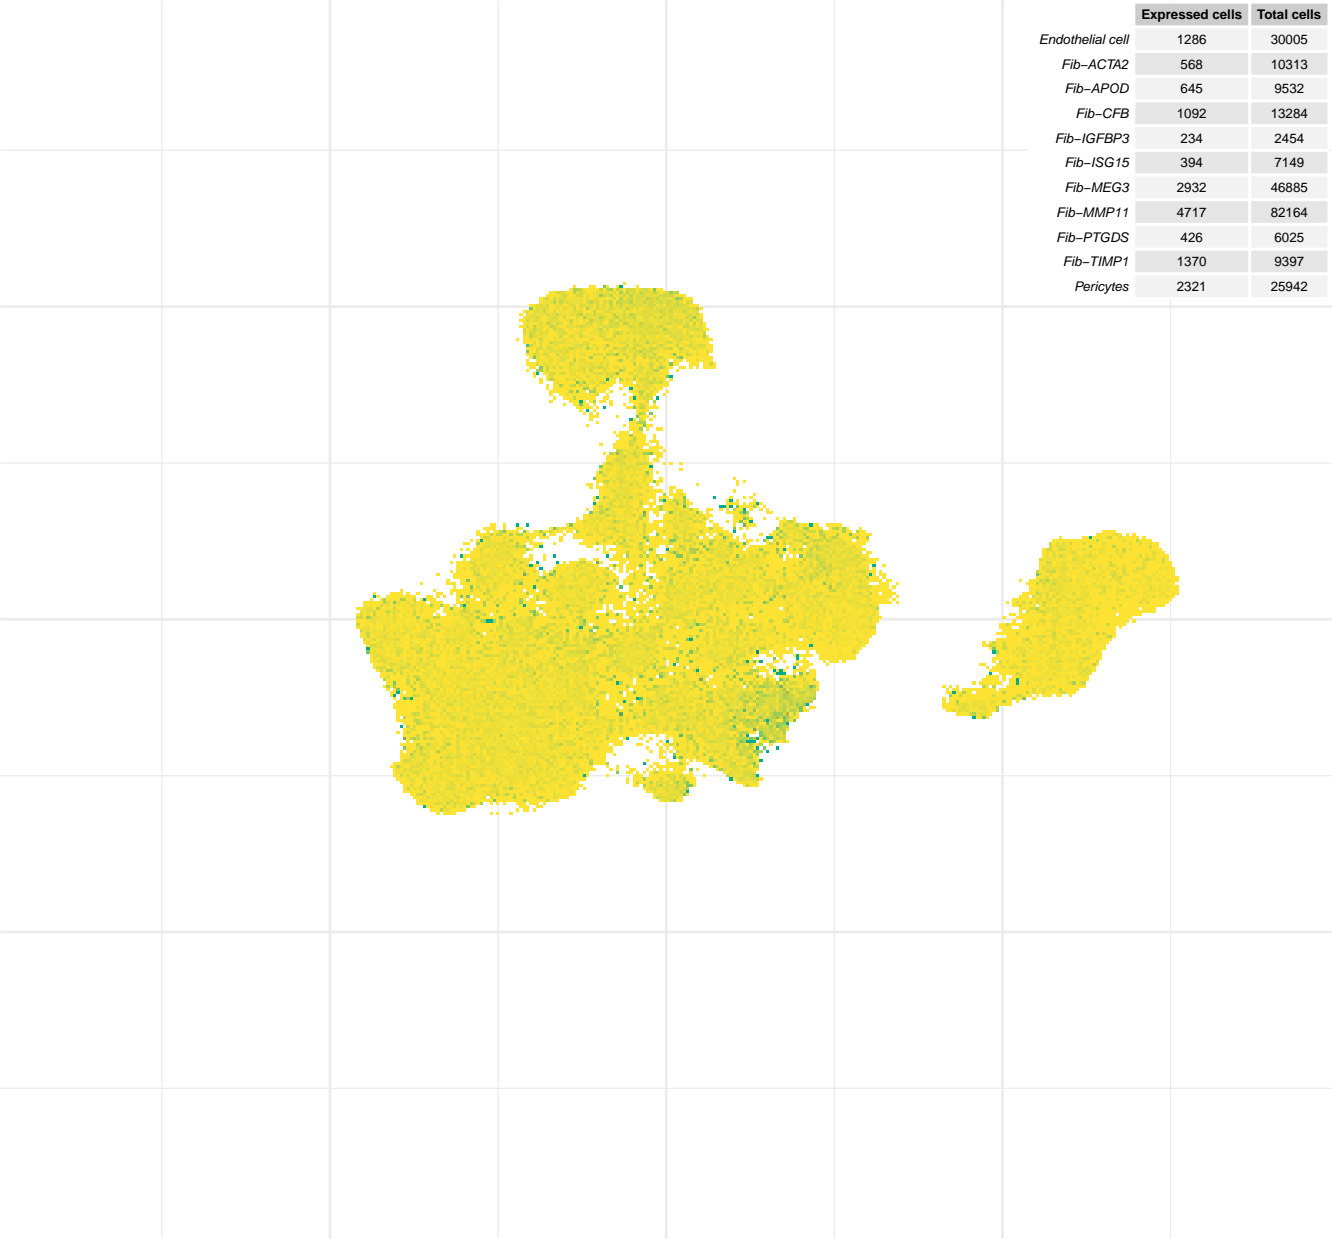 Expressed cells Total cells
Endothelial cell 1286 30005
Fib−ACTA2 568 10313
Fib−APOD 645 9532
Fib−CFB 1092 13284
Fib−IGFBP3 234 2454
Fib−ISG15 394 7149
Fib−MEG3 2932 46885
Fib−MMP11 4717 82164
Fib−PTGDS 426 6025
Fib−TIMP1 1370 9397
Pericytes 2321 25942